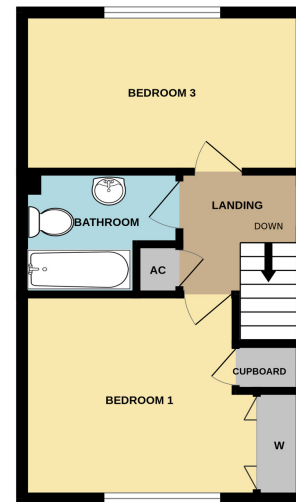 BEDROOM 3
LANDING
BATHROOM
DOWN
AC
CUPBOARD
BEDROOM 1
W